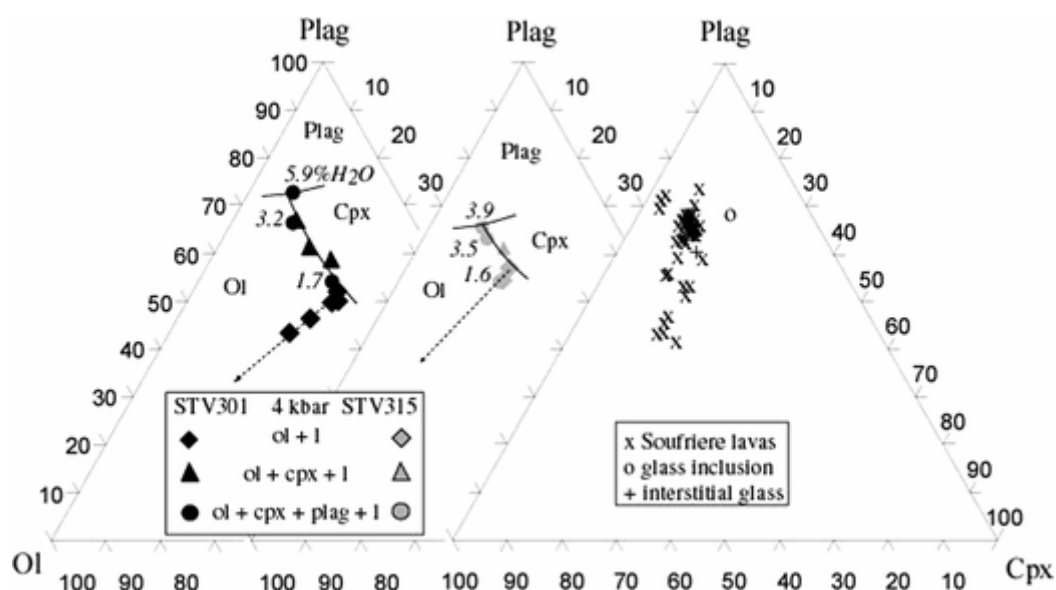 Plag Plag Plag
100
90
80
70
60
50
40
30
20
10
10
20
30
10
20
30
10
20
30
40
50
60
70
80
90
100
Plag
5.9%H2O
Cpx
3.2
1.7
Ol
Plag
3.9
Cpx
3.5
1.6
Ol
STV301 4 kbar STV315
ol + l
ol + cpx + l
ol + cpx + plag + l
x Soufriere lavas
o glass inclusion
+ interstitial glass
Ol Cpx
100 90 80 100 90 80 100 90 80 70 60 50 40 30 20 10